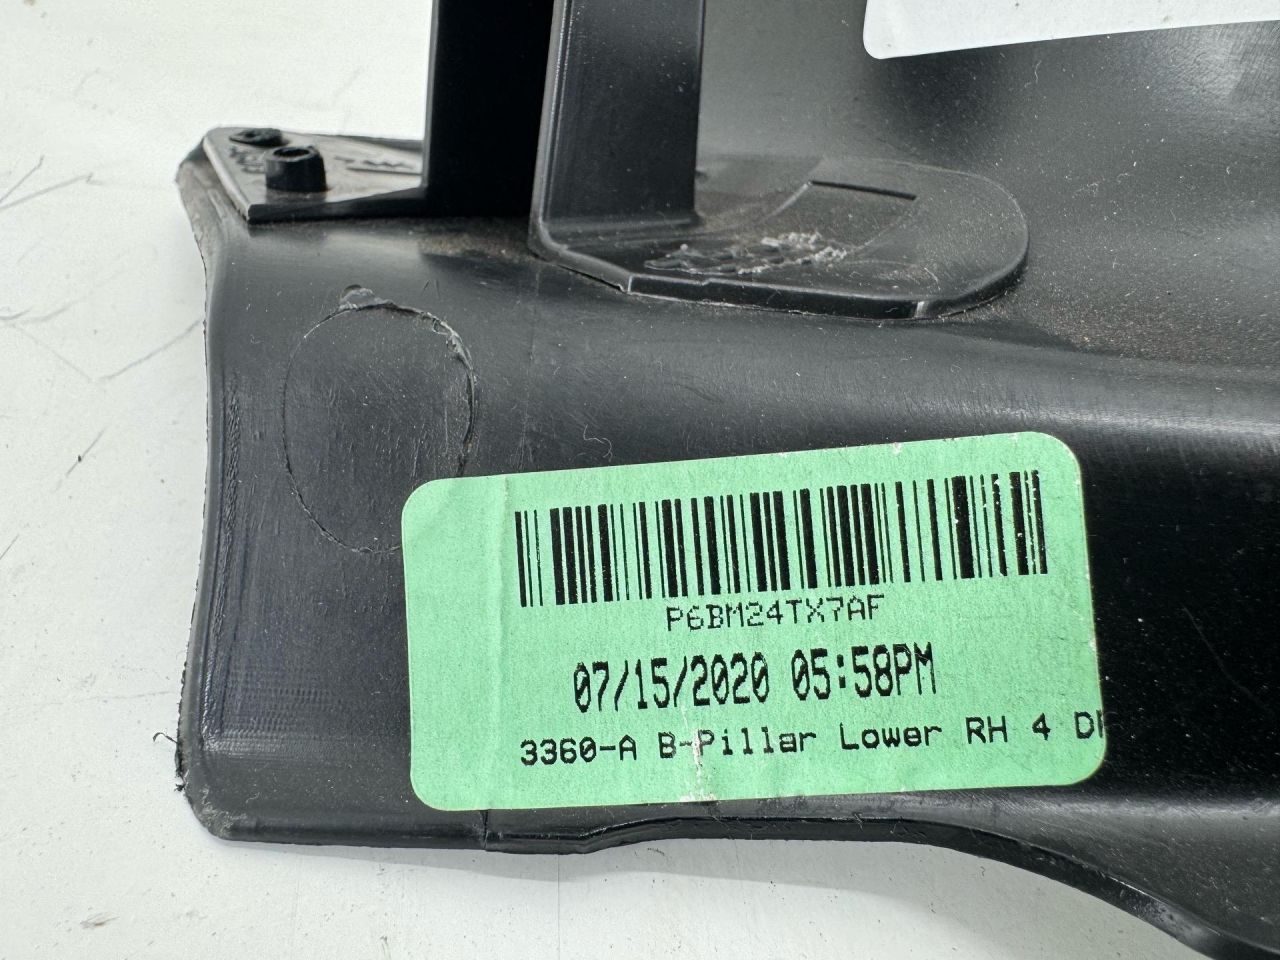 P6BM24TX7AF
07/15/2020 05:58PM
3360-A B-Pillar Lower RH 4